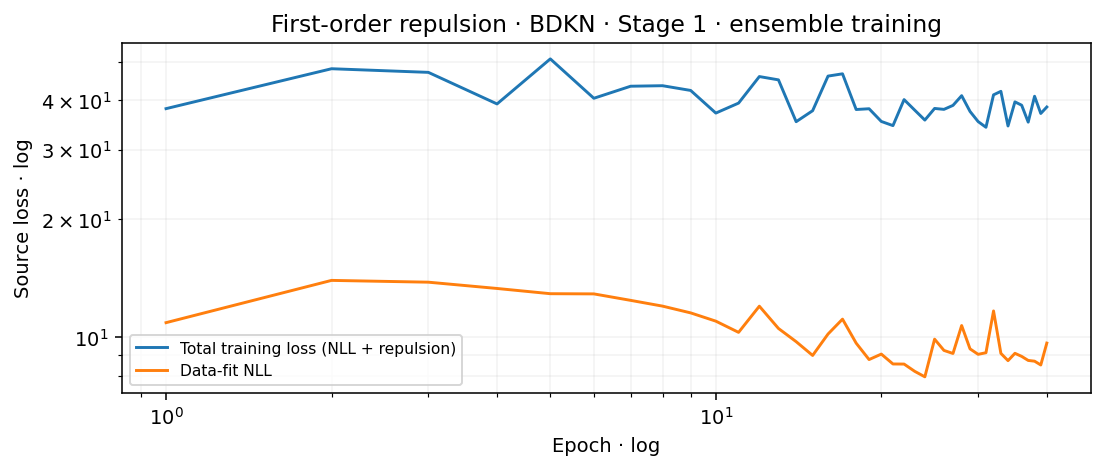 First-order repulsion · BDKN · Stage 1 · ensemble training
Source loss · log
4 × 10¹
3 × 10¹
2 × 10¹
10¹
Total training loss (NLL + repulsion)
Data-fit NLL
10⁰
10¹
Epoch · log